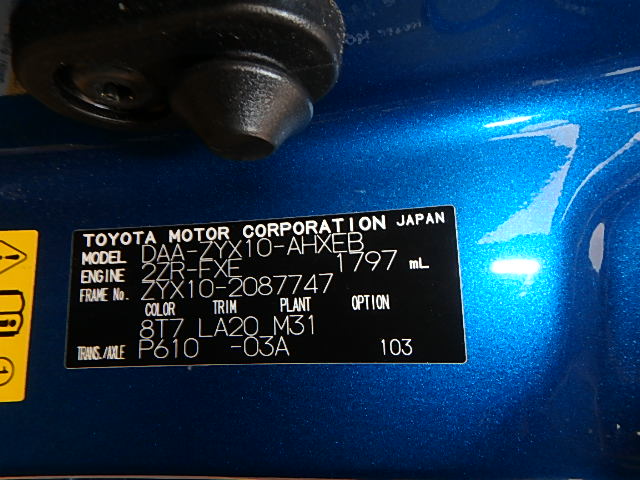 TOYOTA MOTOR CORPORATION JAPAN
MODEL DAA-ZYX10-AHXEB
ENGINE 2ZR-FXE 1797 mL
FRAME No. ZYX10-2087747
COLOR TRIM PLANT OPTION
8T7 LA20 M31
TRANS./AXLE P610 -03A 103
1